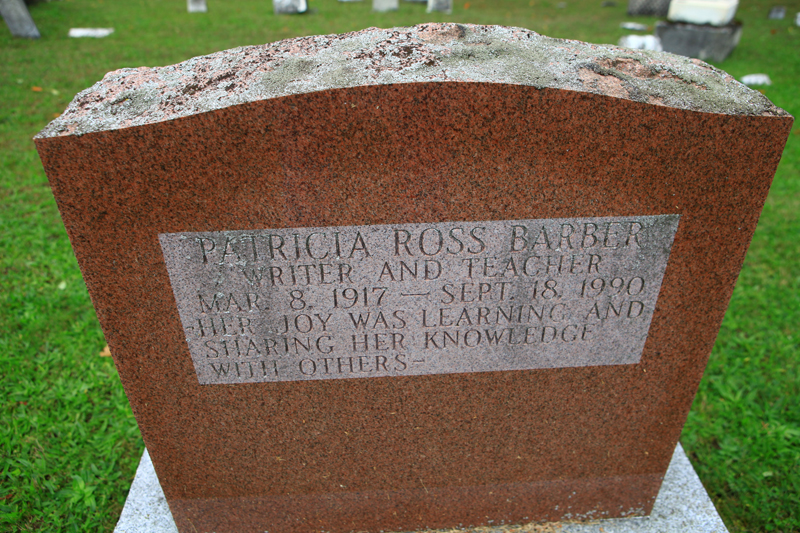 PATRICIA ROSS BARBER
WRITER AND TEACHER
MAR. 8, 1917 — SEPT. 18, 1990
HER JOY WAS LEARNING AND
SHARING HER KNOWLEDGE
WITH OTHERS-